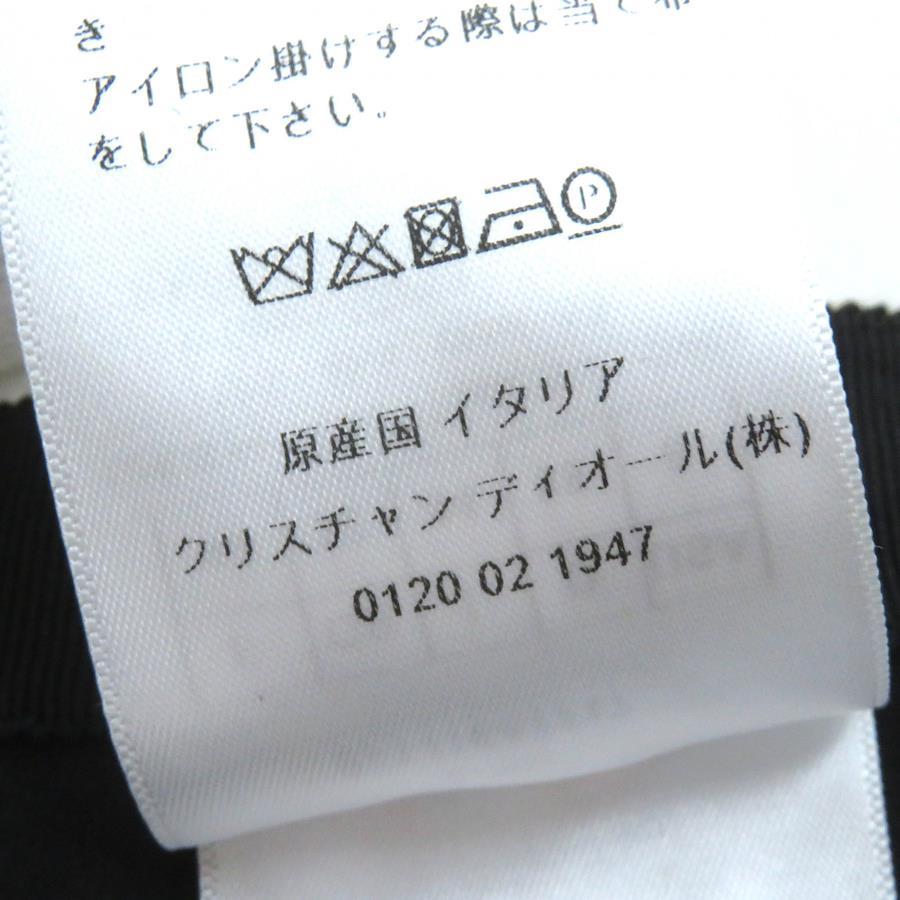 き
アイロン掛けする際は当て布
をして下さい。
P
原産国 イタリア
クリスチャン ディオール(株)
0120 02 1947